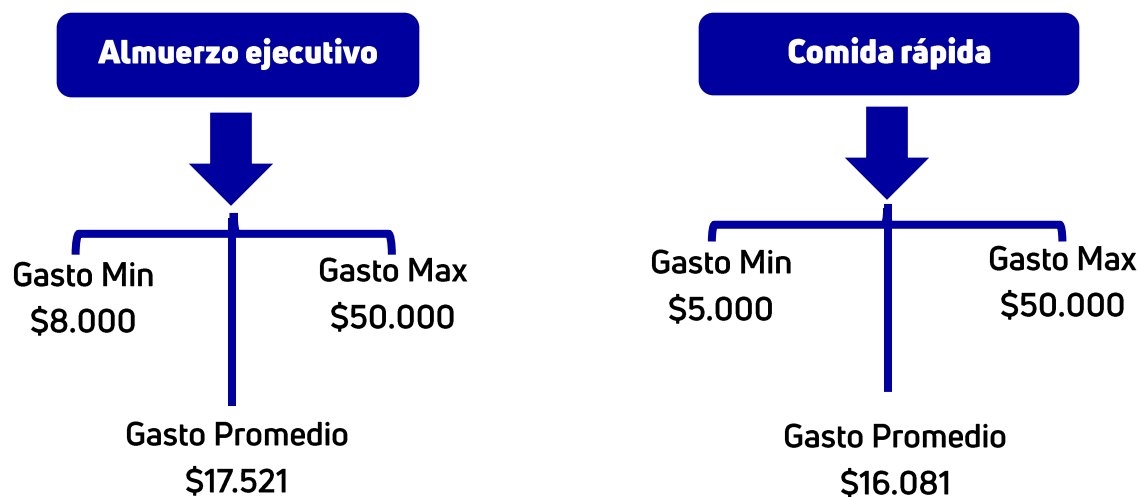 Almuerzo ejecutivo
Gasto Min
$8.000
Gasto Max
$50.000
Gasto Promedio
$17.521
Comida rápida
Gasto Min
$5.000
Gasto Max
$50.000
Gasto Promedio
$16.081